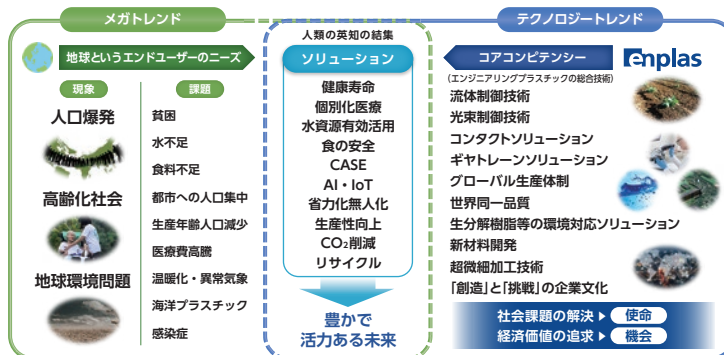 メガトレンド
地球というエンドユーザーのニーズ
現象
課題
人口爆発
高齢化社会
地球環境問題
貧困
水不足
食料不足
都市への人口集中
生産年齢人口減少
医療費高騰
温暖化・異常気象
海洋プラスチック
感染症
人類の英知の結集
ソリューション
健康寿命
個別化医療
水資源有効活用
食の安全
CASE
AI・IoT
省力化無人化
生産性向上
CO₂削減
リサイクル
豊かで
活力ある未来
テクノロジートレンド
コアコンピテンシー
enplas
(エンジニアリングプラスチックの総合技術)
流体制御技術
光束制御技術
コンタクトソリューション
ギヤトレーンソリューション
グローバル生産体制
世界同一品質
生分解樹脂等の環境対応ソリューション
新材料開発
超微細加工技術
「創造」と「挑戦」の企業文化
社会課題の解決 ▶ 使命
経済価値の追求 ▶ 機会